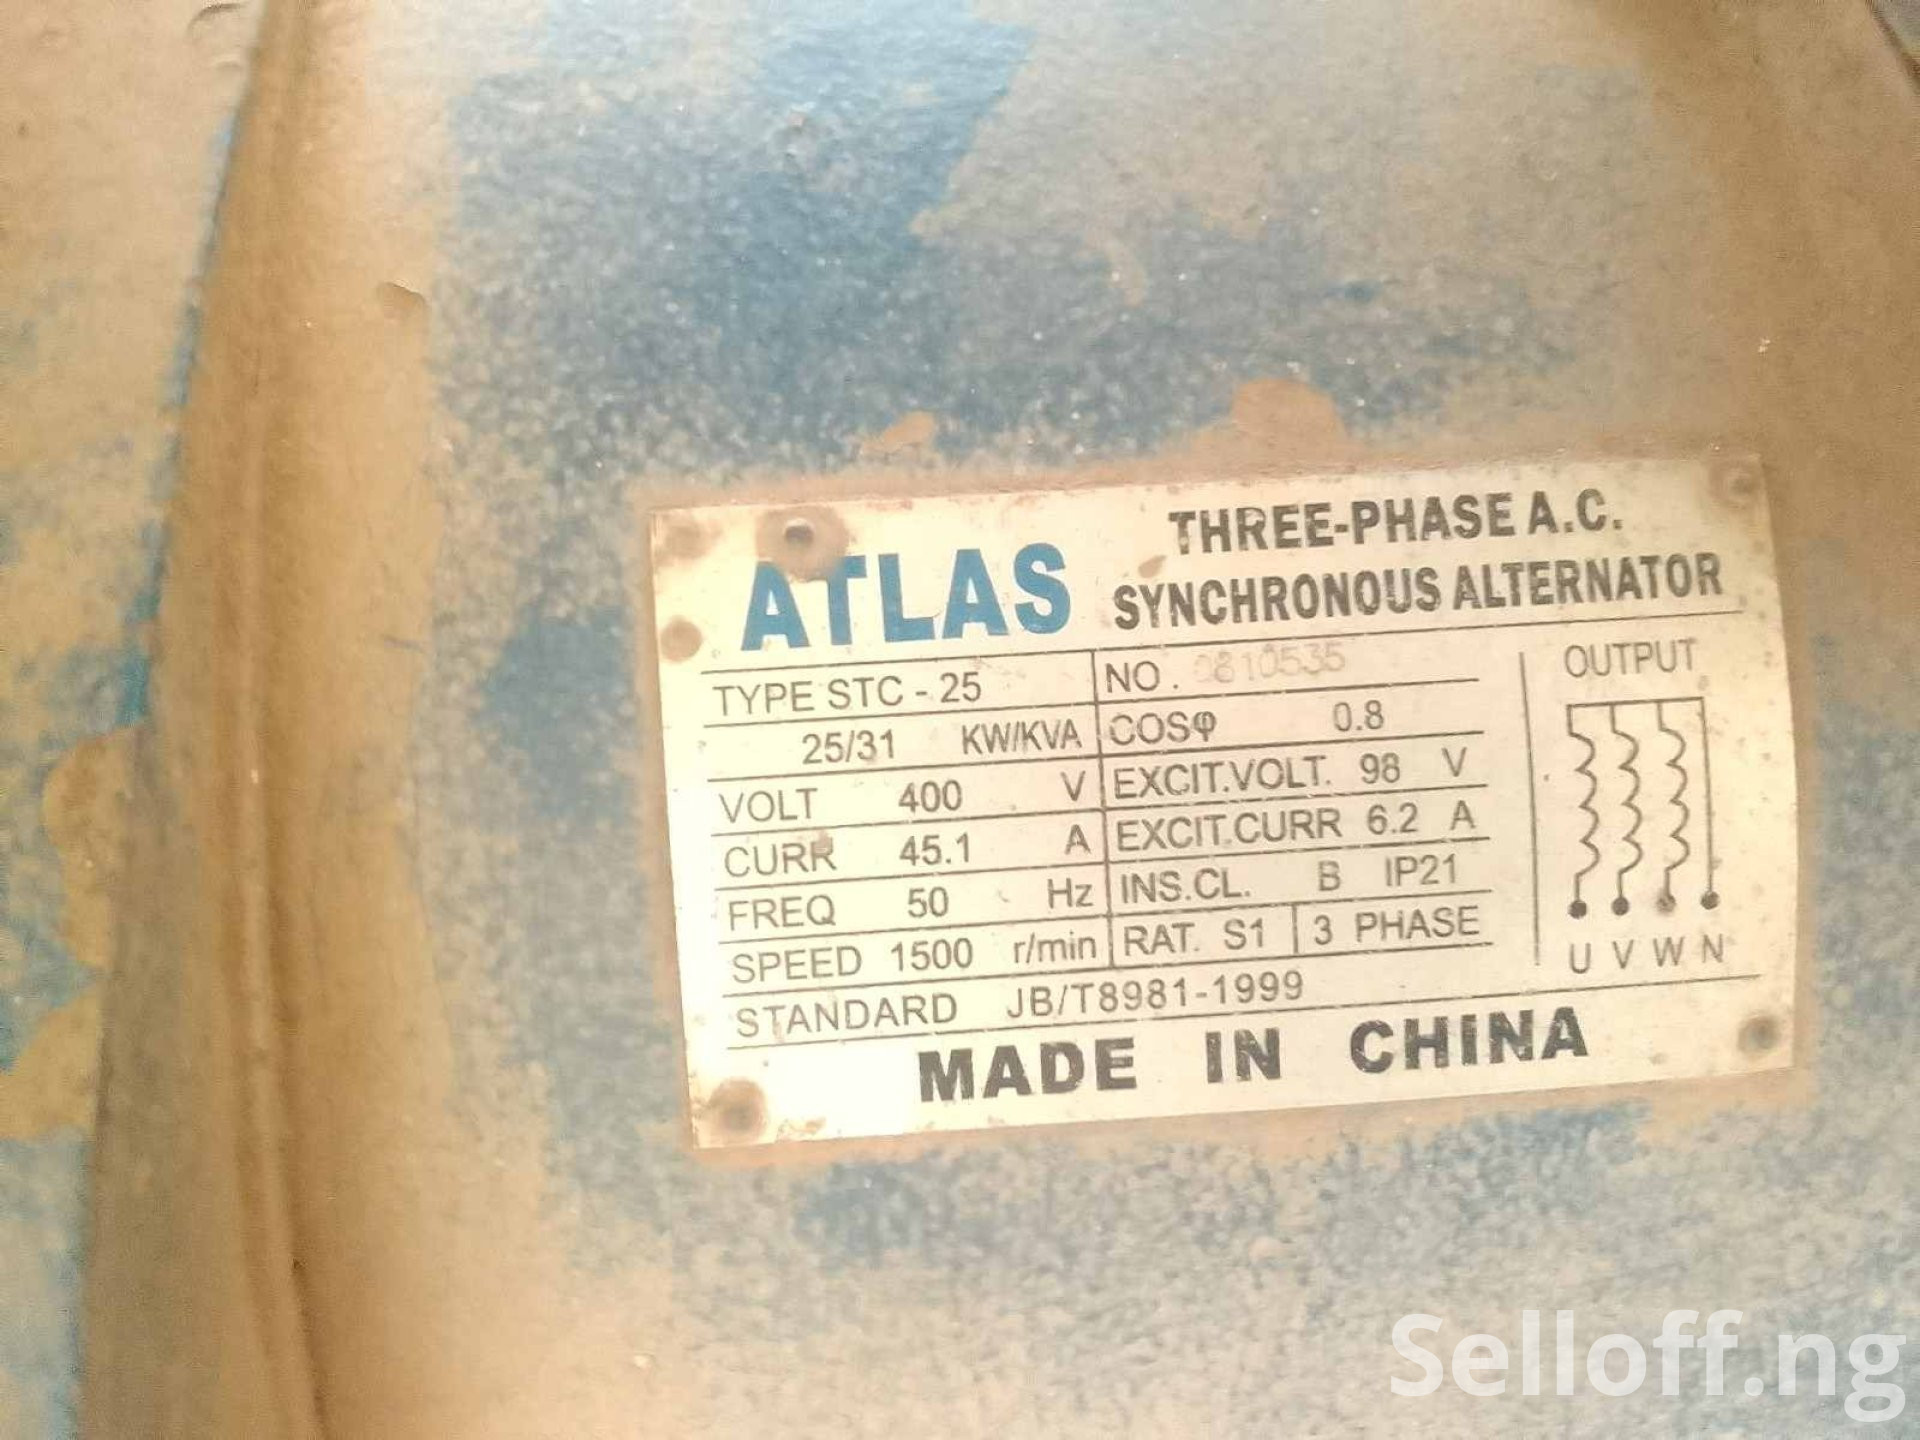 ATLAS
THREE-PHASE A.C.
SYNCHRONOUS ALTERNATOR
TYPE STC - 25
NO. 0810535
25/31 KW/KVA
COSφ 0.8
VOLT 400 V
EXCIT.VOLT. 98 V
CURR 45.1 A
EXCIT.CURR 6.2 A
FREQ 50 Hz
INS.CL. B IP21
SPEED 1500 r/min
RAT. S1 3 PHASE
STANDARD JB/T8981-1999
OUTPUT
U V W N
MADE IN CHINA
Selloff.ng